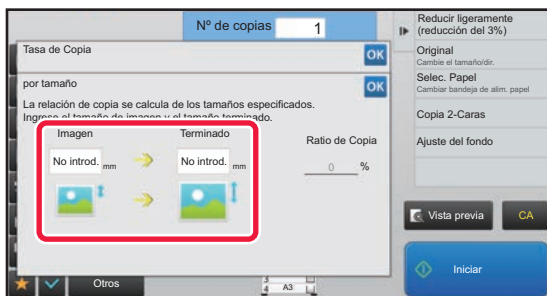 Nº de copias 1
Tasa de Copia OK
por tamaño OK
La relación de copia se calcula de los tamaños especificados.
Ingrese el tamaño de imagen y el tamaño terminado.
Imagen Terminado
Ratio de Copia
No introd. mm No introd. mm
0 %
Otros
3
4 A3
Reducir ligeramente
(reducción del 3%)
Original
Cambie el tamaño/dir.
Selec. Papel
Cambiar bandeja de alim. papel
Copia 2-Caras
Ajuste del fondo
Vista previa CA
Iniciar